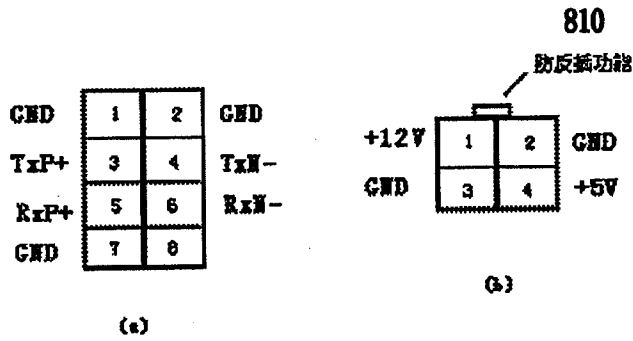 810
防反插功能
GND 1 2 GND
TxP+ 3 4 TxN-
RxP+ 5 6 RxN-
GND 7 8
(a)
+12V 1 2 GND
GND 3 4 +5V
(b)